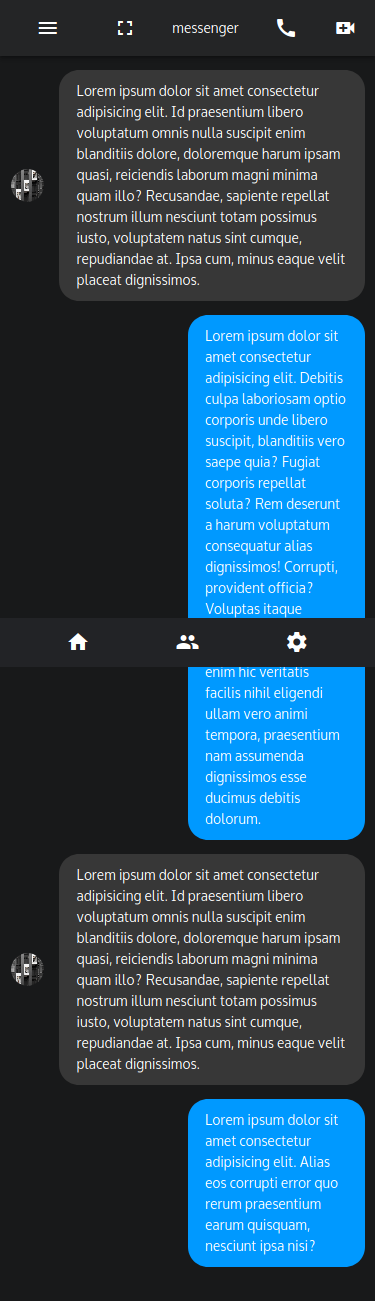 messenger
Lorem ipsum dolor sit amet consectetur
adipisicing elit. Id praesentium libero
voluptatum omnis nulla suscipit enim
blanditiis dolore, doloremque harum ipsam
quasi, reiciendis laborum magni minima
quam illo? Recusandae, sapiente repellat
nostrum illum nesciunt totam possimus
iusto, voluptatem natus sint cumque,
repudiandae at. Ipsa cum, minus eaque velit
placeat dignissimos.
Lorem ipsum dolor sit
amet consectetur
adipisicing elit. Debitis
culpa laboriosam optio
corporis unde libero
suscipit, blanditiis vero
saepe quia? Fugiat
corporis repellat
soluta? Rem deserunt
a harum voluptatum
consequatur alias
dignissimos! Corrupti,
provident officia?
Voluptas itaque
enim hic veritatis
facilis nihil eligendi
ullam vero animi
tempora, praesentium
nam assumenda
dignissimos esse
ducimus debitis
dolorum.
Lorem ipsum dolor sit amet consectetur
adipisicing elit. Id praesentium libero
voluptatum omnis nulla suscipit enim
blanditiis dolore, doloremque harum ipsam
quasi, reiciendis laborum magni minima
quam illo? Recusandae, sapiente repellat
nostrum illum nesciunt totam possimus
iusto, voluptatem natus sint cumque,
repudiandae at. Ipsa cum, minus eaque velit
placeat dignissimos.
Lorem ipsum dolor sit
amet consectetur
adipisicing elit. Alias
eos corrupti error quo
rerum praesentium
earum quisquam,
nesciunt ipsa nisi?